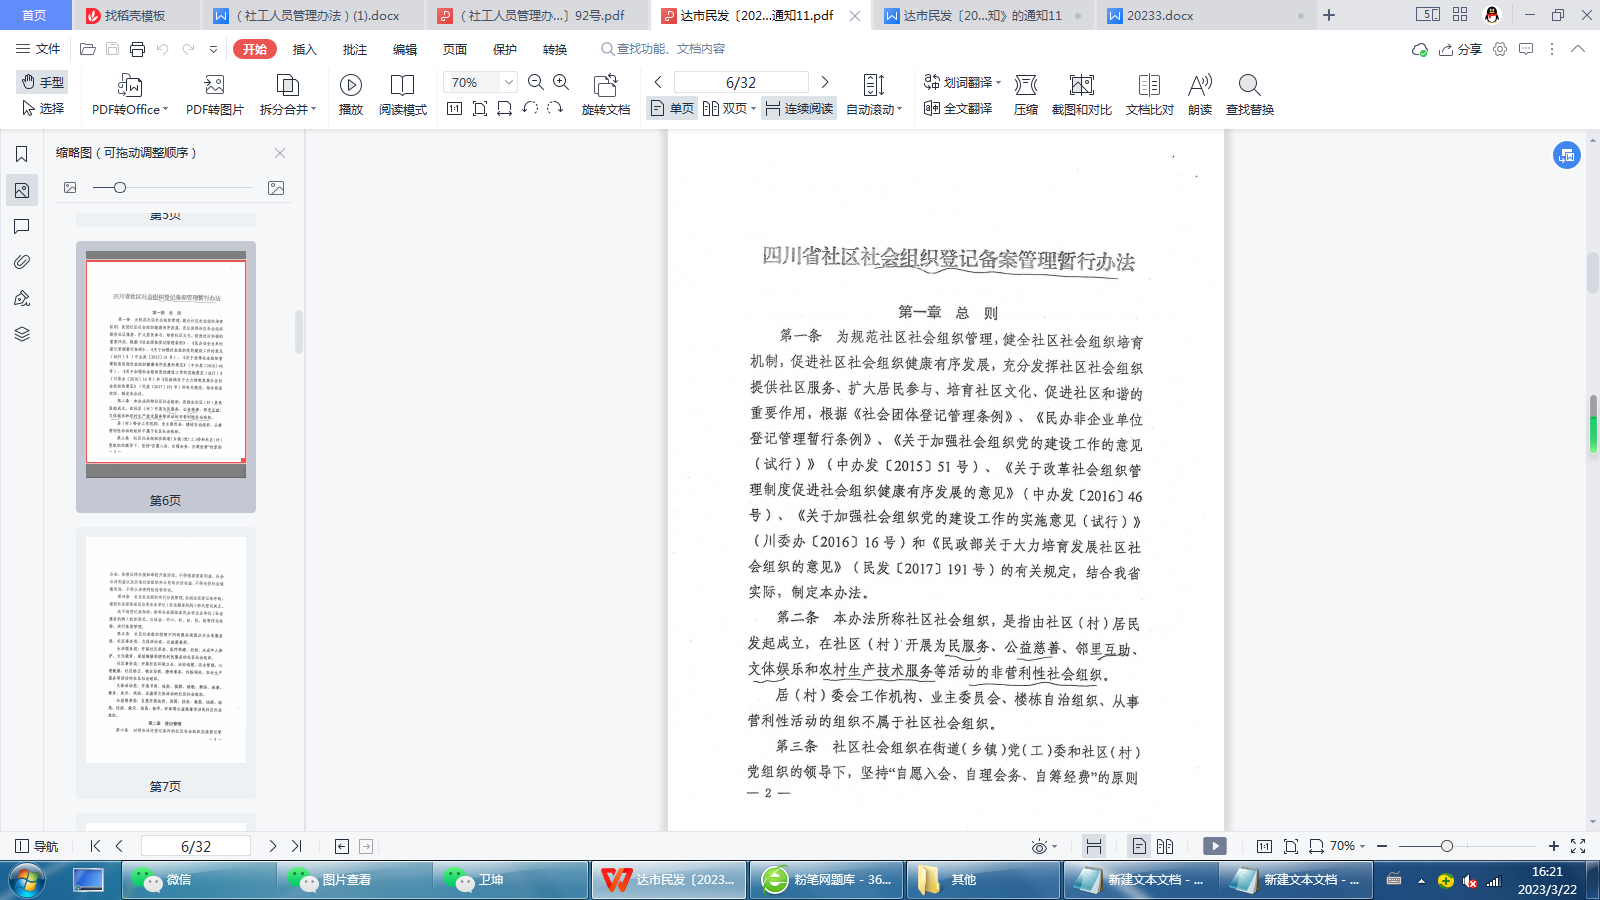 首页
找稻壳模板
（社工人员管理办法）(1).docx
（社工人员管理办...〕92号.pdf
达市民发〔202...通知11.pdf
达市民发〔20...知》的通知11
20233.docx
文件
开始
插入
批注
编辑
页面
保护
转换
查找功能、文档内容
分享
手型
选择
PDF转Office
PDF转图片
拆分合并
播放
阅读模式
70%
旋转文档
6/32
单页
双页
连续阅读
自动滚动
划词翻译
全文翻译
压缩
截图和对比
文档比对
朗读
查找替换
缩略图（可拖动调整顺序）
第5页
第6页
第7页
四川省社区社会组织登记备案管理暂行办法
第一章 总 则
第一条 为规范社区社会组织管理，健全社区社会组织培育
机制，促进社区社会组织健康有序发展，充分发挥社区社会组织
提供社区服务、扩大居民参与、培育社区文化、促进社区和谐的
重要作用，根据《社会团体登记管理条例》、《民办非企业单位
登记管理暂行条例》、《关于加强社会组织党的建设工作的意见
（试行）》（中办发〔2015〕51 号）、《关于改革社会组织管
理制度促进社会组织健康有序发展的意见》（中办发〔2016〕46
号）、《关于加强社会组织党的建设工作的实施意见（试行）》
（川委办〔2016〕16 号）和《民政部关于大力培育发展社区社
会组织的意见》（民发〔2017〕191 号）的有关规定，结合我省
实际，制定本办法。
第二条 本办法所称社区社会组织，是指由社区（村）居民
发起成立，在社区（村）开展为民服务、公益慈善、邻里互助、
文体娱乐和农村生产技术服务等活动的非营利性社会组织。
居（村）委会工作机构、业主委员会、楼栋自治组织、从事
营利性活动的组织不属于社区社会组织。
第三条 社区社会组织在街道（乡镇）党（工）委和社区（村）
党组织的领导下，坚持“自愿入会、自理会务、自筹经费”的原则
— 2 —
导航
6/32
70%
微信
图片查看
卫坤
达市民发〔2023...
粉笔网题库 - 36...
其他
新建文本文档 - ...
新建文本文档 - ...
16:21
2023/3/22